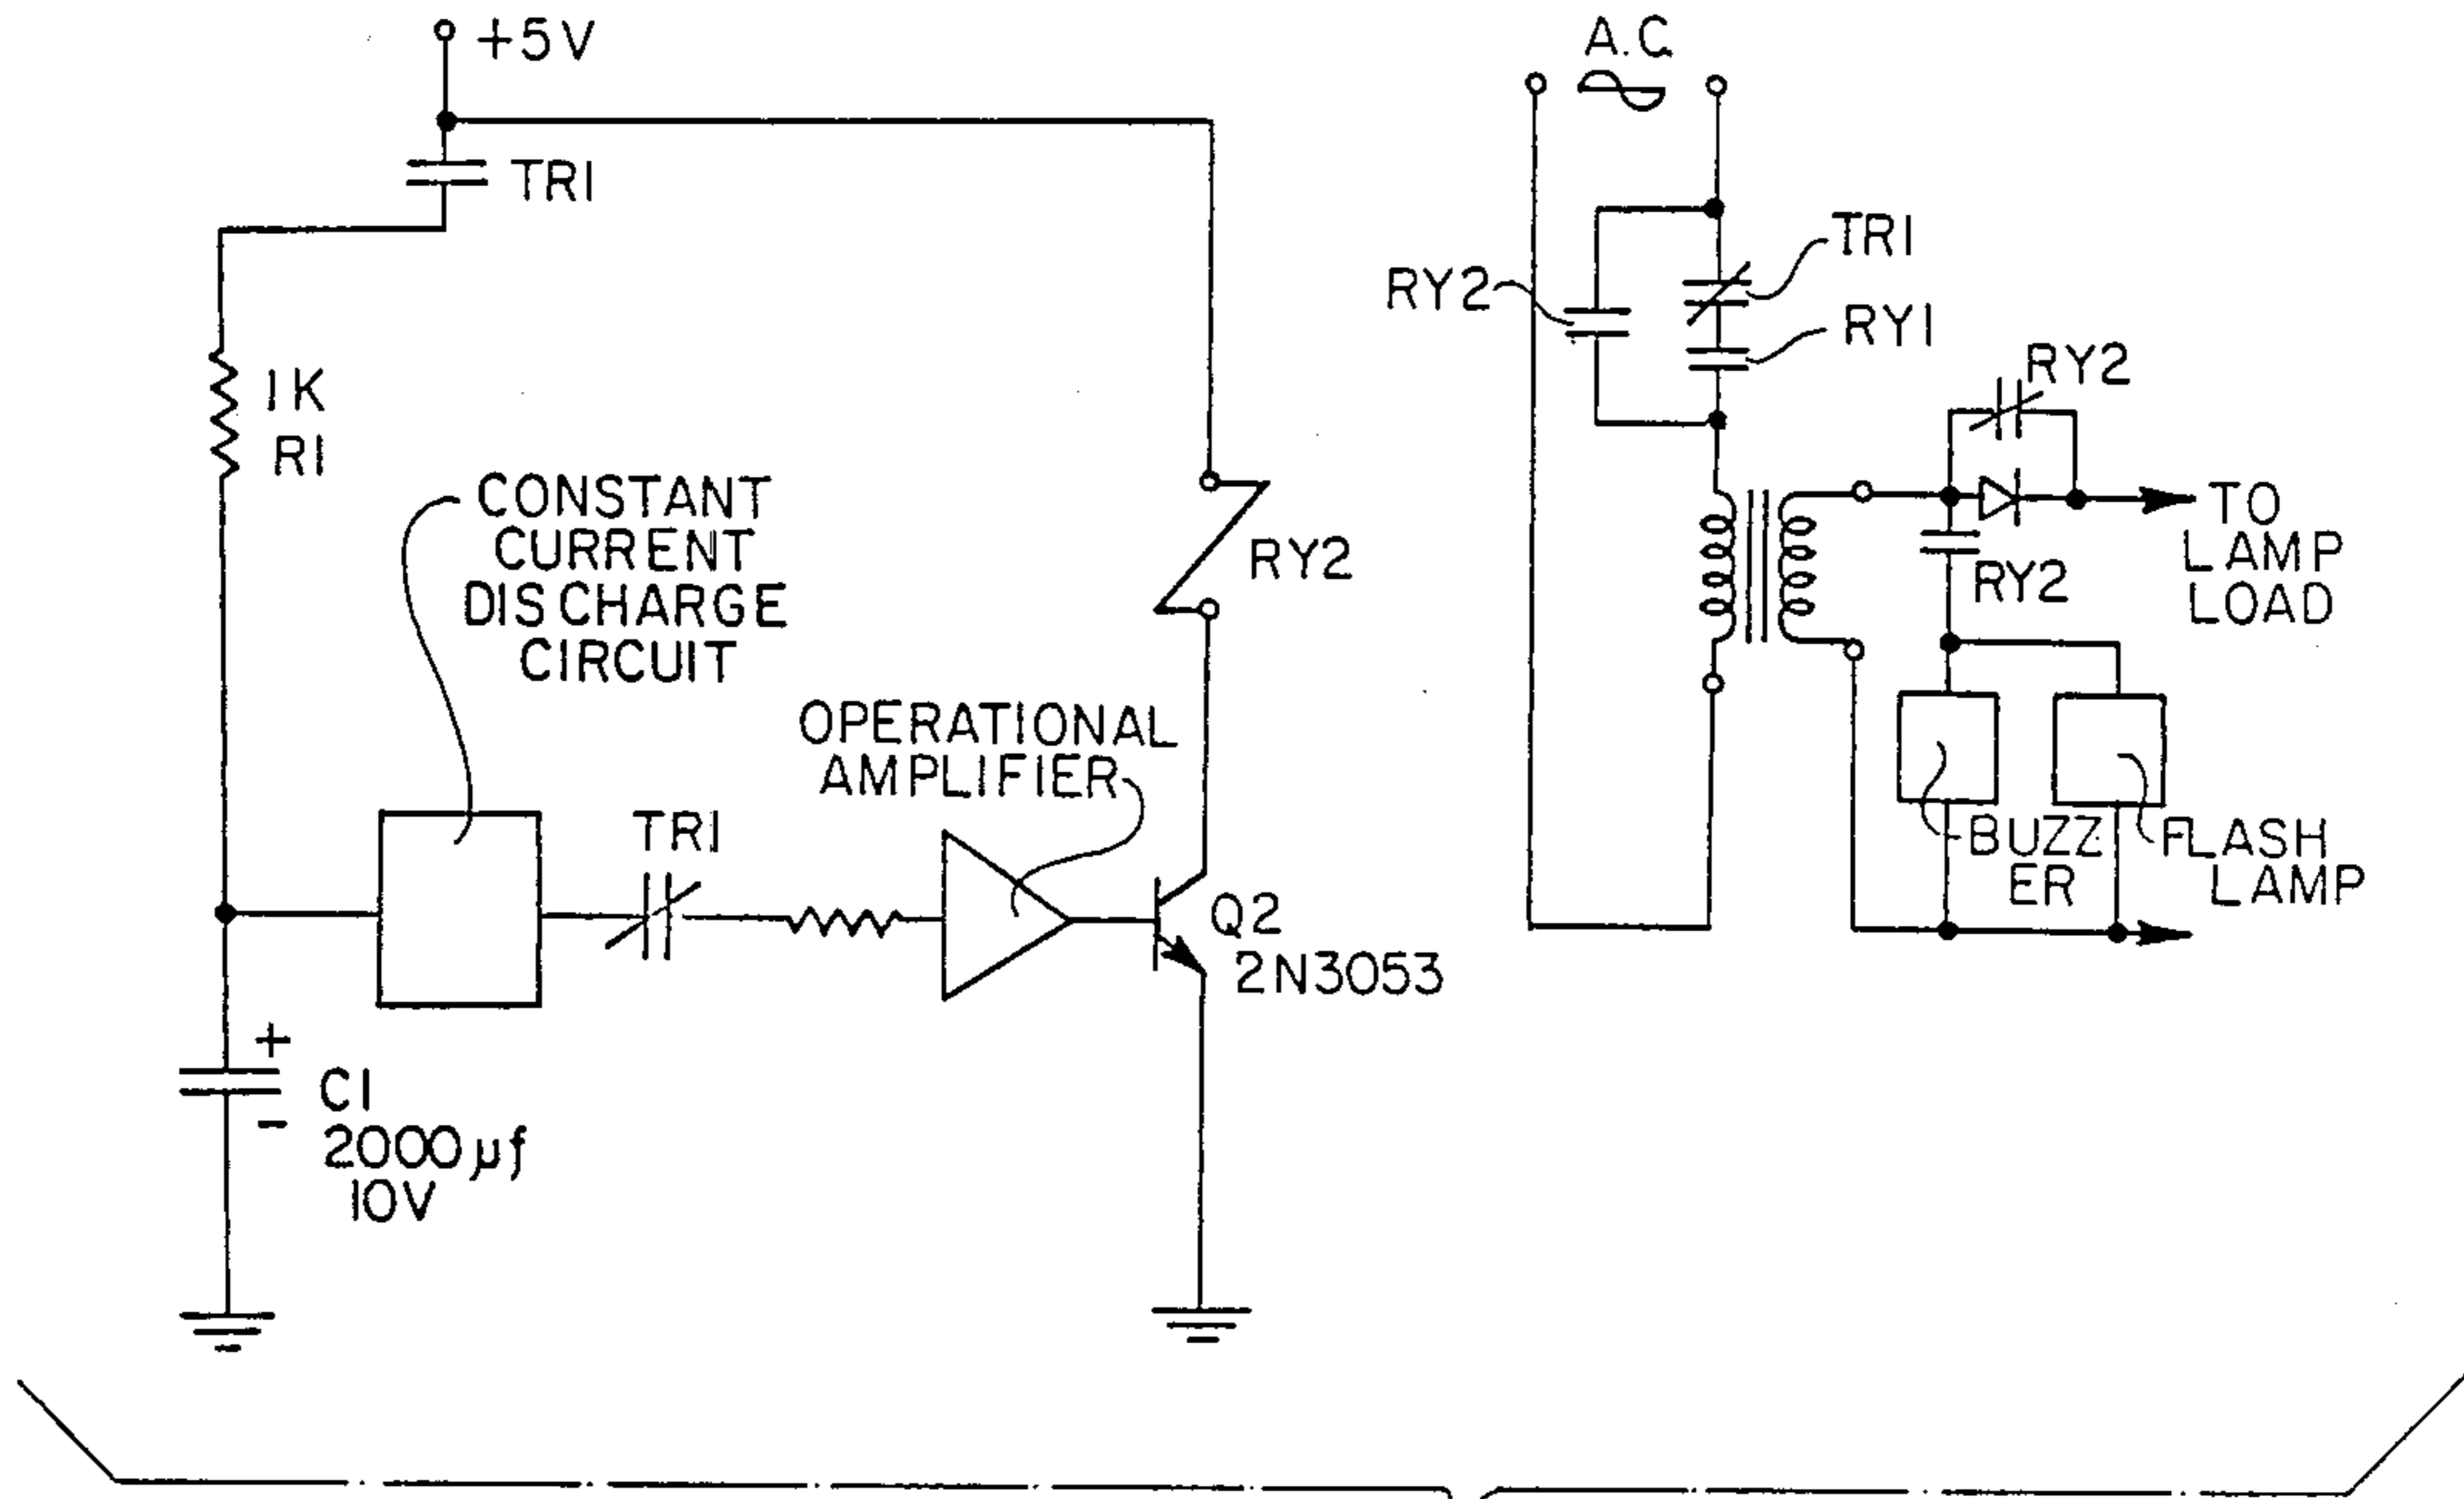 +5V
TR1
1K
R1
CONSTANT
CURRENT
DISCHARGE
CIRCUIT
RY2
OPERATIONAL
AMPLIFIER
TR1
Q2
2N3053
+
-
C1
2000µf
10V
A.C
TR1
RY2
RY1
RY2
TO
LAMP
LOAD
RY2
BUZZ
ER
FLASH
LAMP